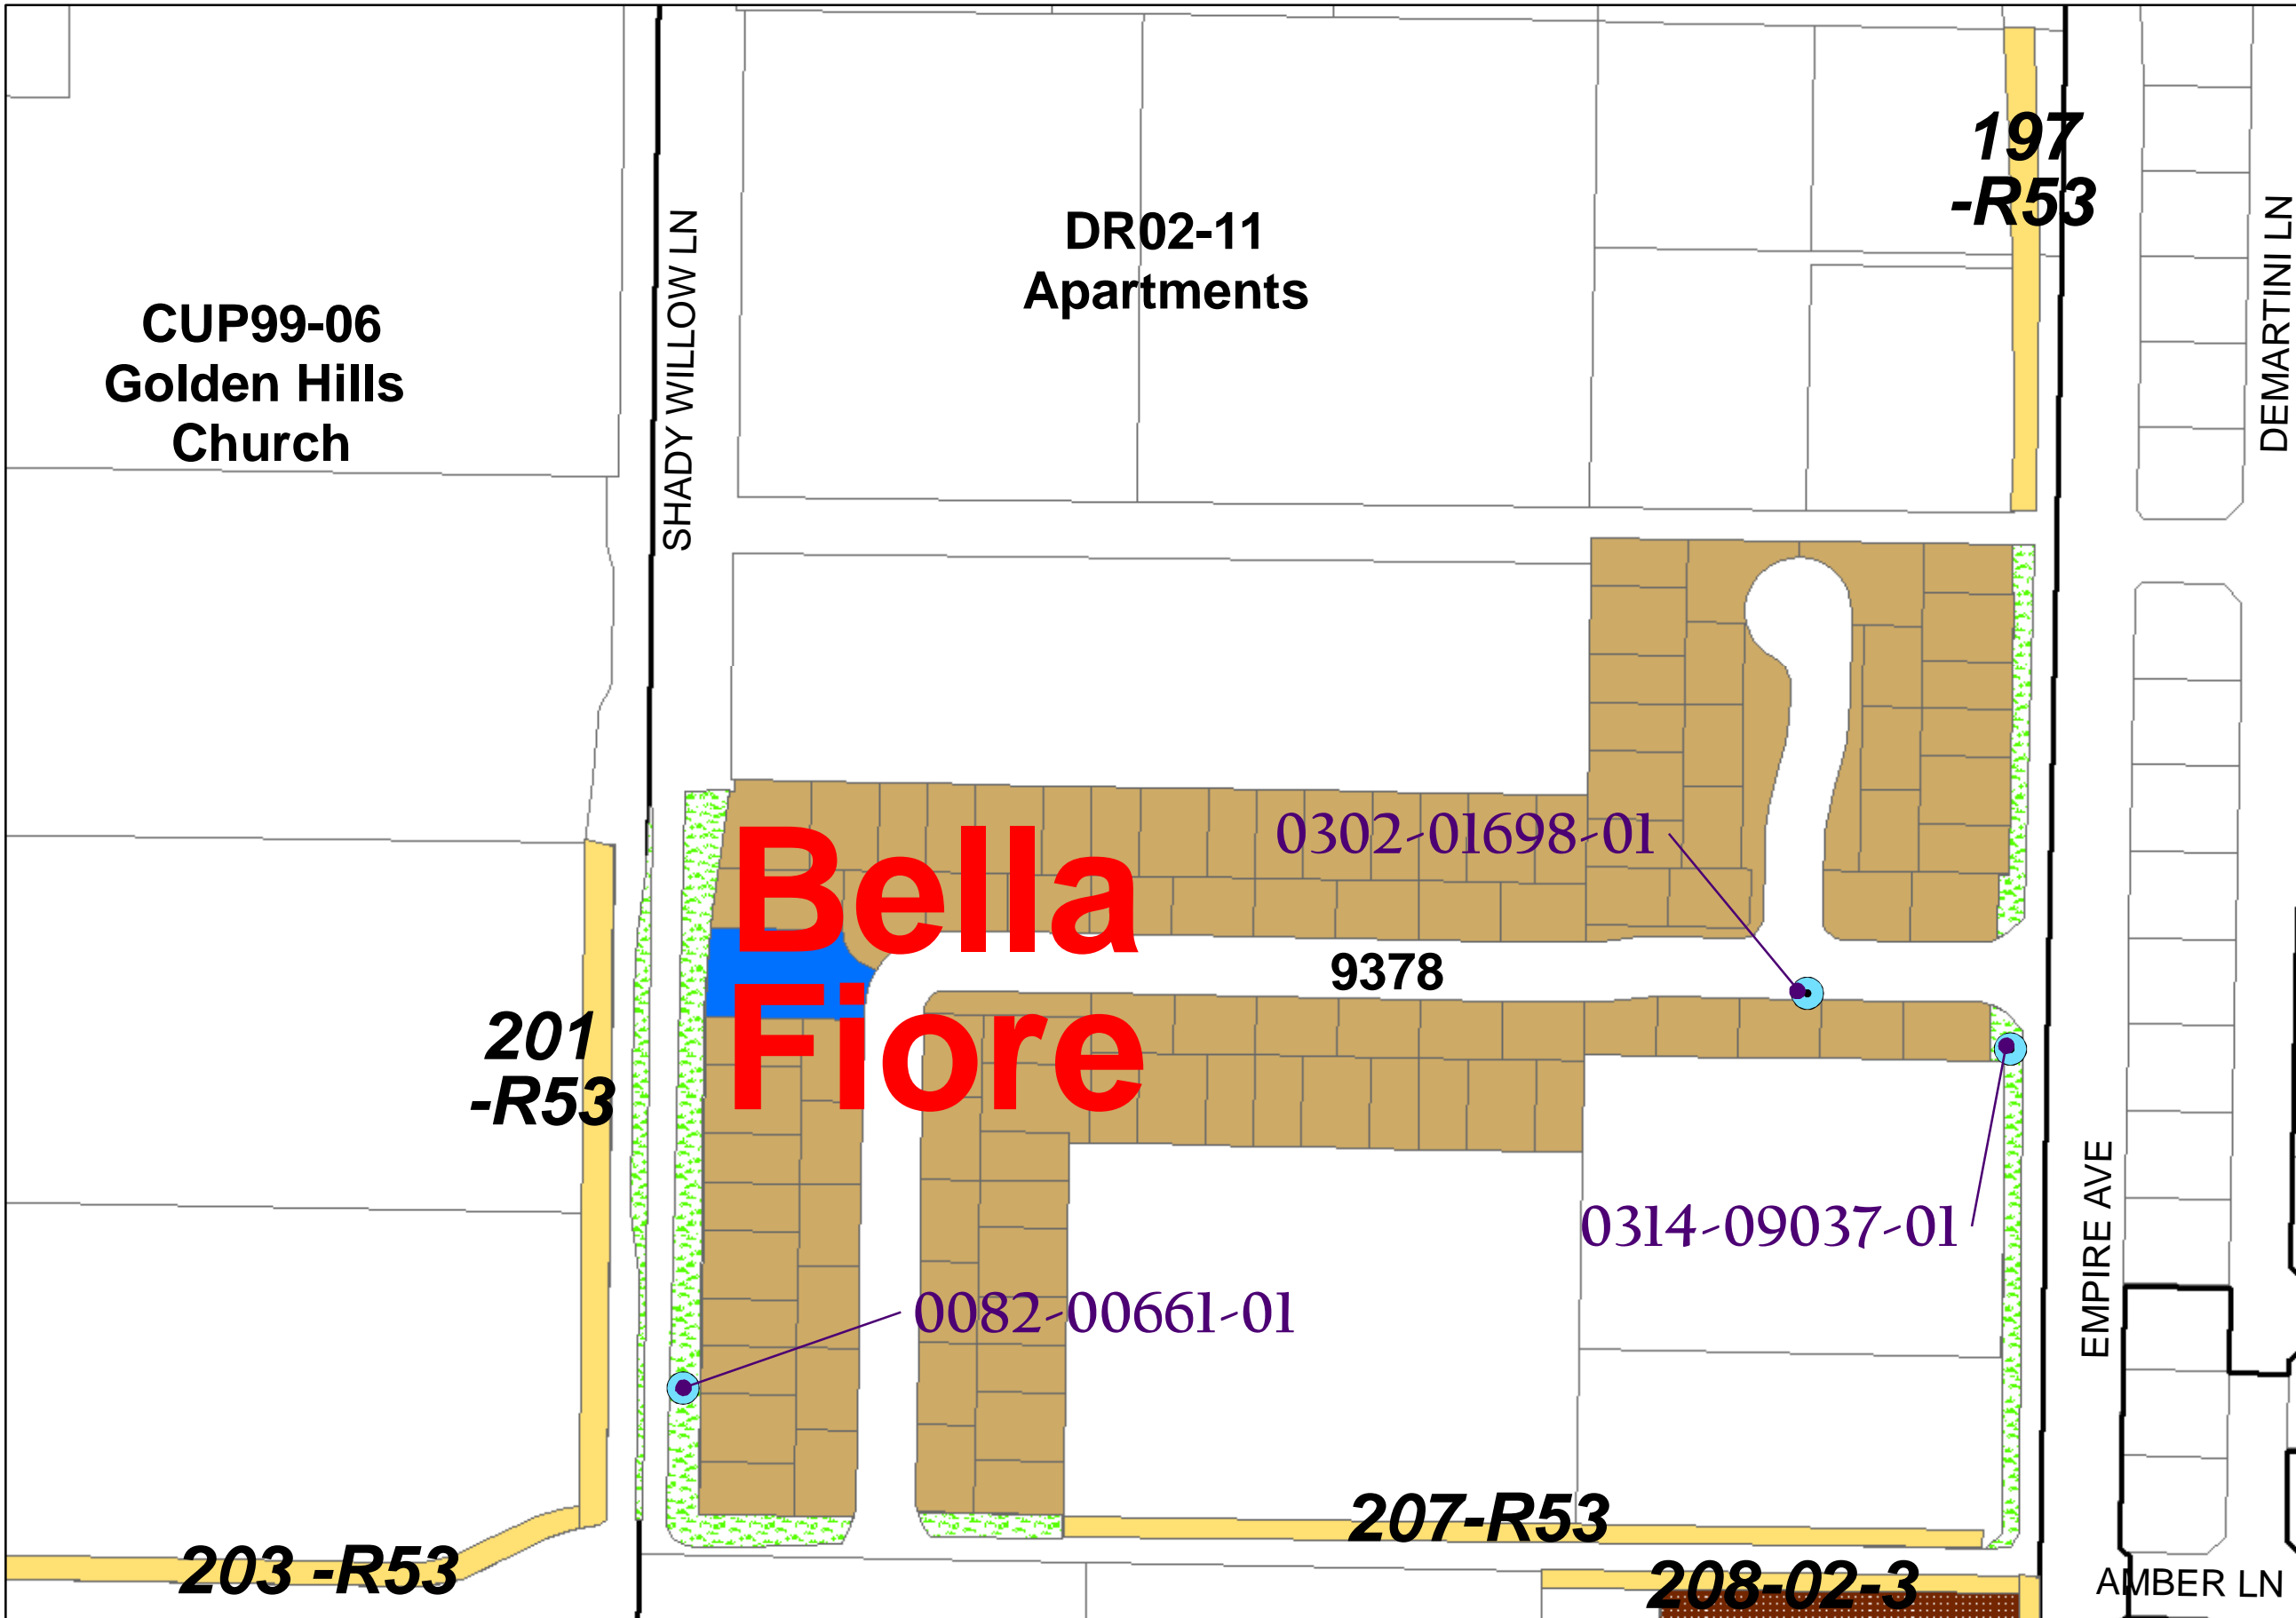 197
-R53
DEMARTINI LN
SHADY WILLOW LN
DR02-11
Apartments
CUP99-06
Golden Hills
Church
0302-01698-01
Bella
Fiore
9378
201
-R53
0314-09037-01
EMPIRE AVE
0082-00661-01
207-R53
203 -R53
208-02-3
AMBER LN